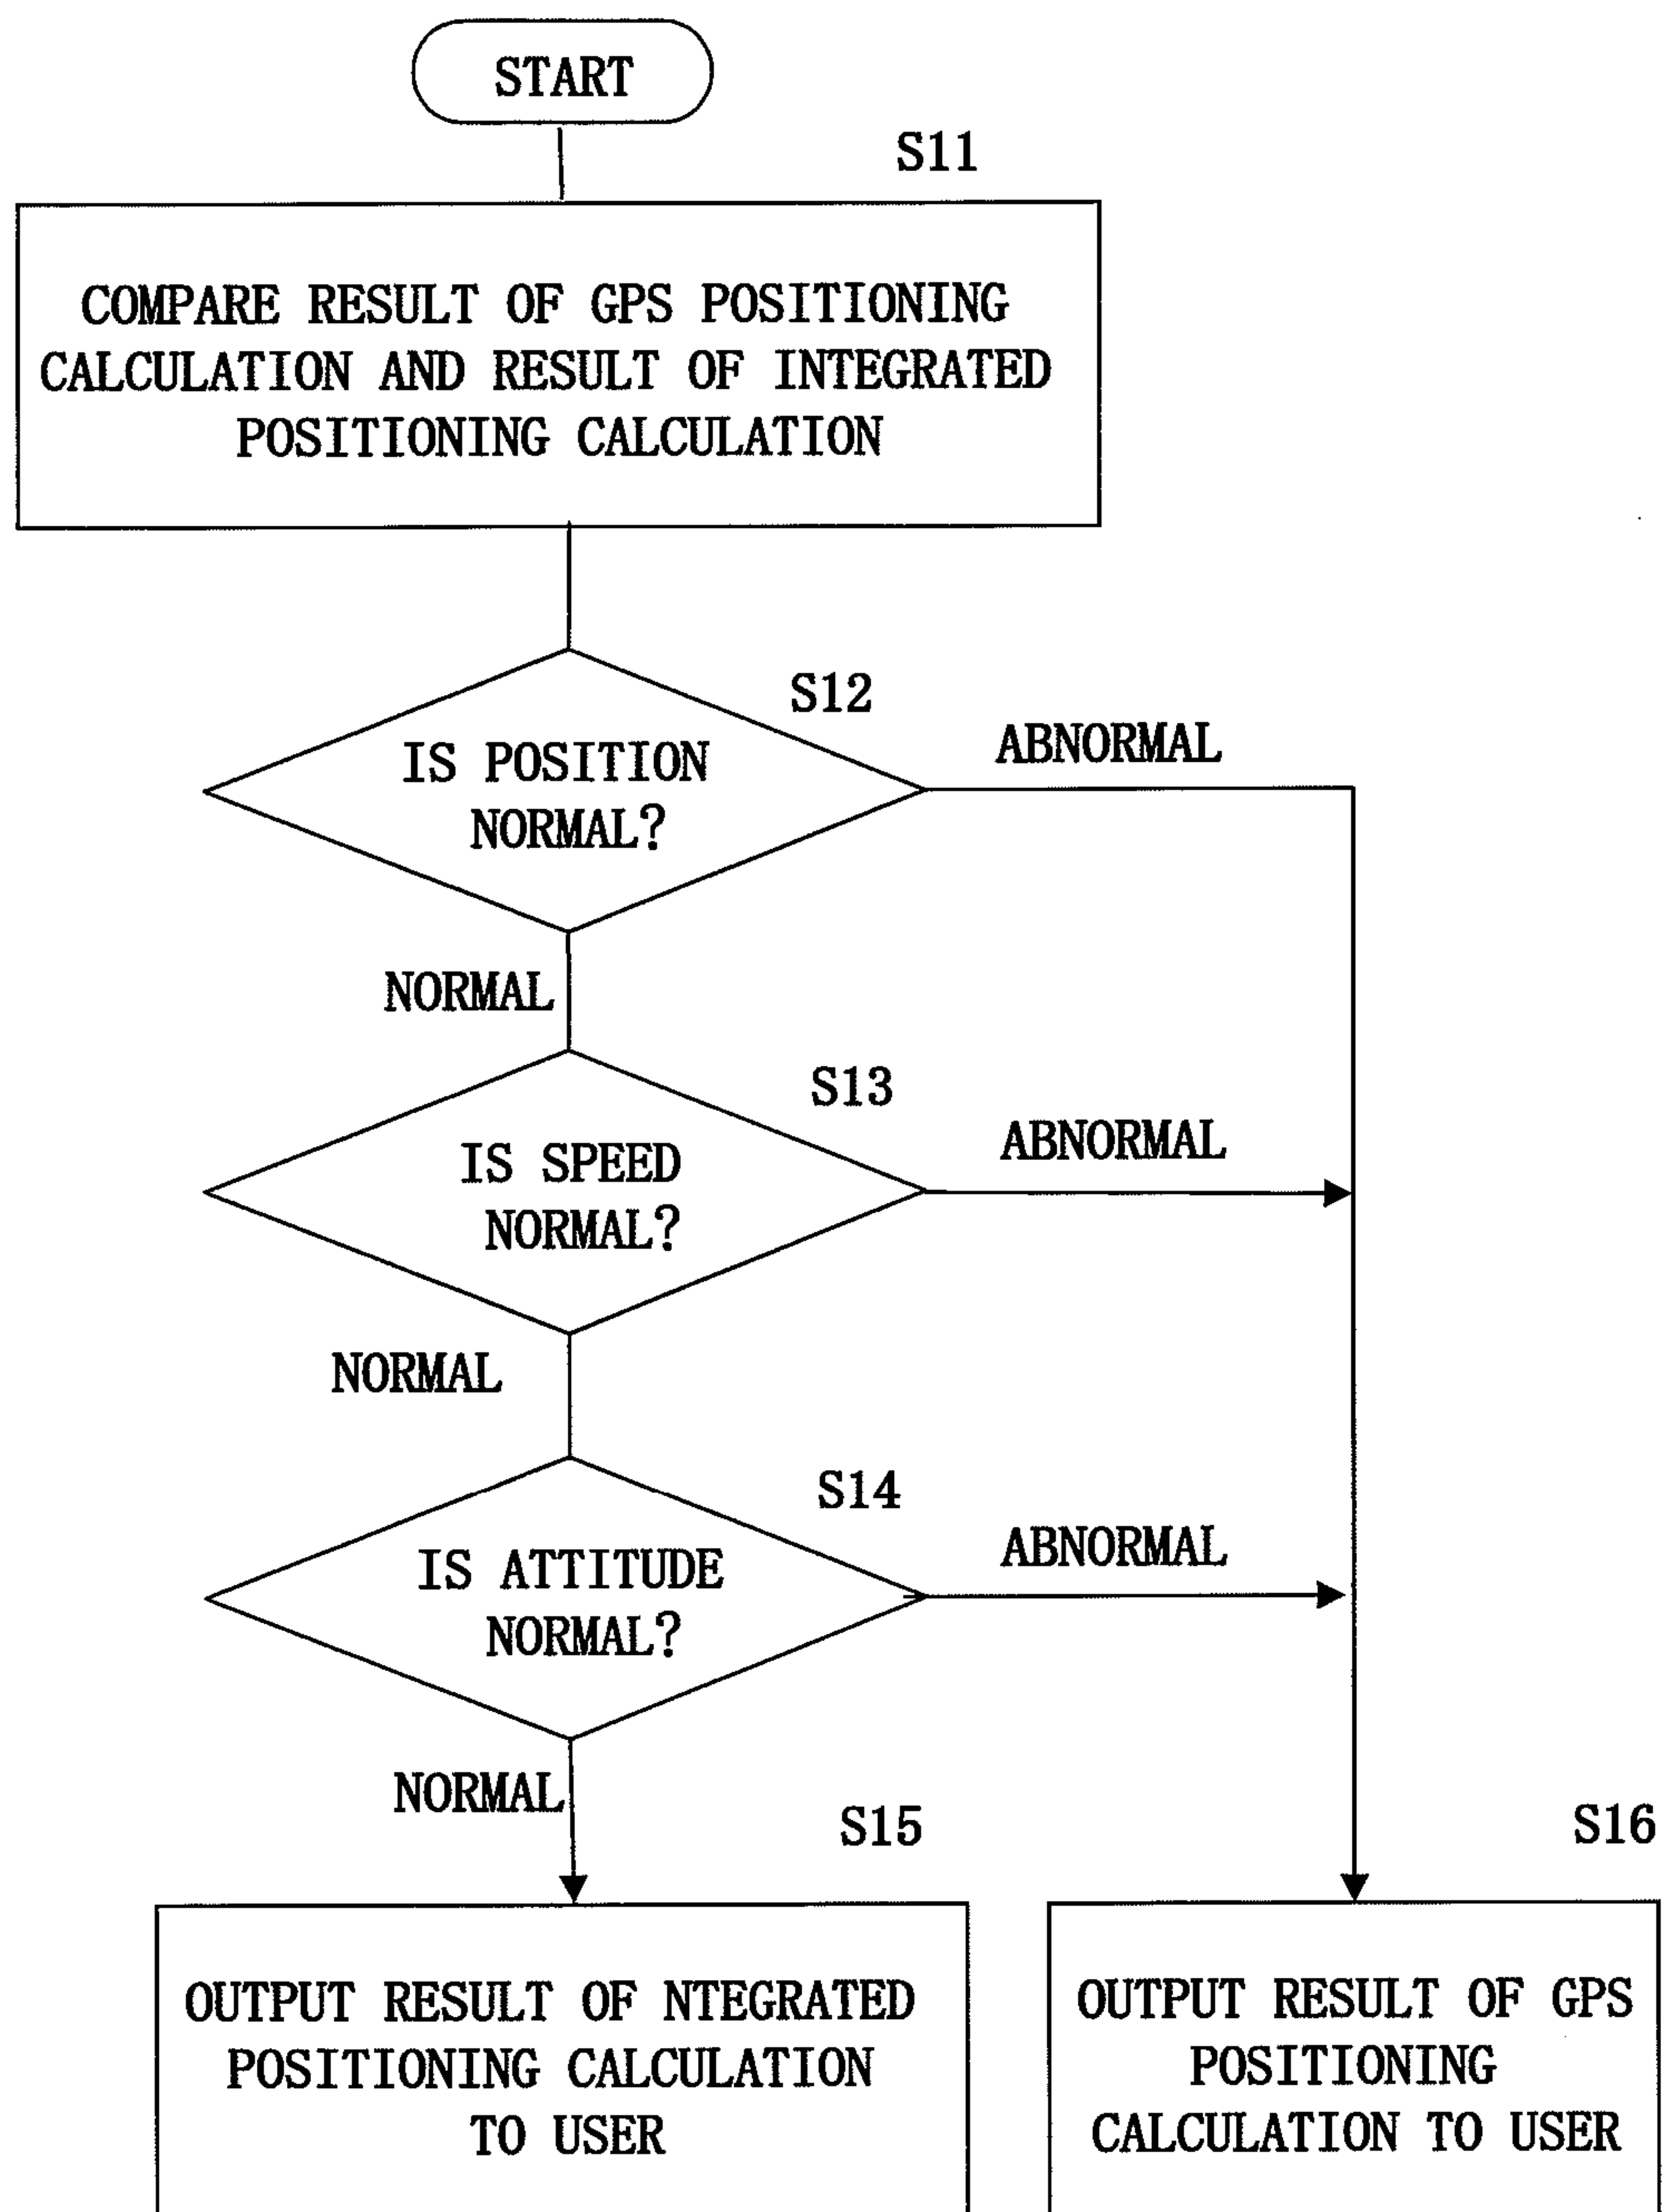 START
S11
COMPARE RESULT OF GPS POSITIONING
CALCULATION AND RESULT OF INTEGRATED
POSITIONING CALCULATION
S12
IS POSITION
NORMAL?
ABNORMAL
NORMAL
S13
IS SPEED
NORMAL?
ABNORMAL
NORMAL
S14
IS ATTITUDE
NORMAL?
ABNORMAL
NORMAL
S15
OUTPUT RESULT OF NTEGRATED
POSITIONING CALCULATION
TO USER
S16
OUTPUT RESULT OF GPS
POSITIONING
CALCULATION TO USER